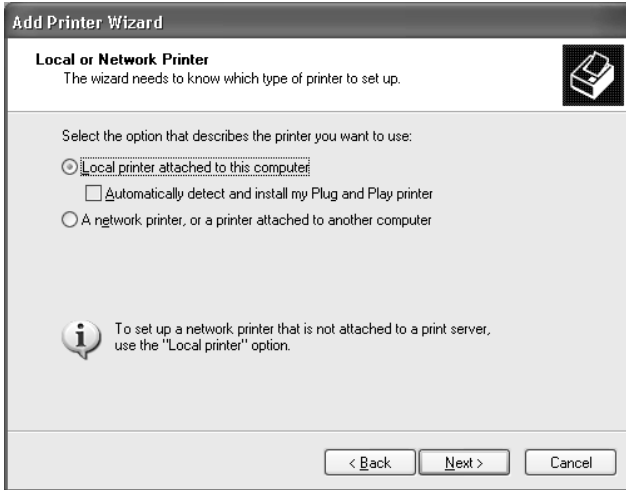 Add Printer Wizard
Local or Network Printer
The wizard needs to know which type of printer to set up.
Select the option that describes the printer you want to use:
Local printer attached to this computer
Automatically detect and install my Plug and Play printer
A network printer, or a printer attached to another computer
To set up a network printer that is not attached to a print server,
use the "Local printer" option.
< Back
Next >
Cancel